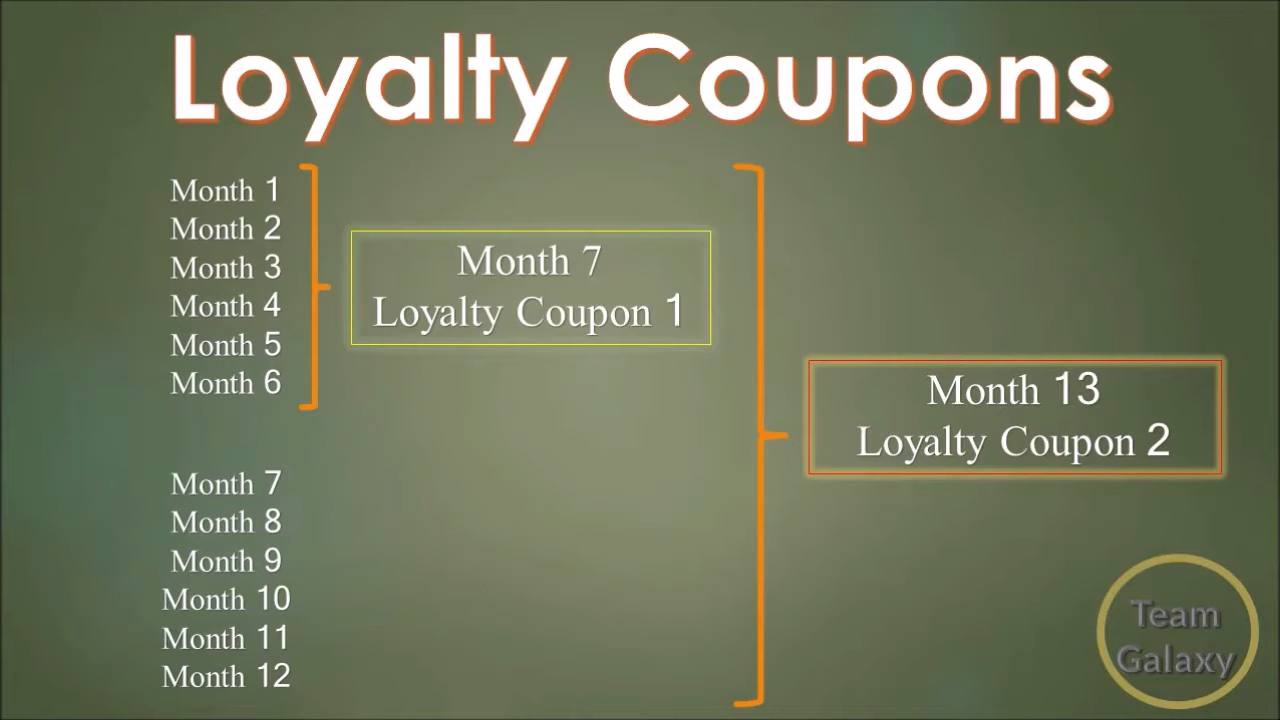 Loyalty Coupons
Month 1
Month 2
Month 3
Month 4
Month 5
Month 6
Month 7
Loyalty Coupon 1
Month 7
Month 8
Month 9
Month 10
Month 11
Month 12
Month 13
Loyalty Coupon 2
Team
Galaxy